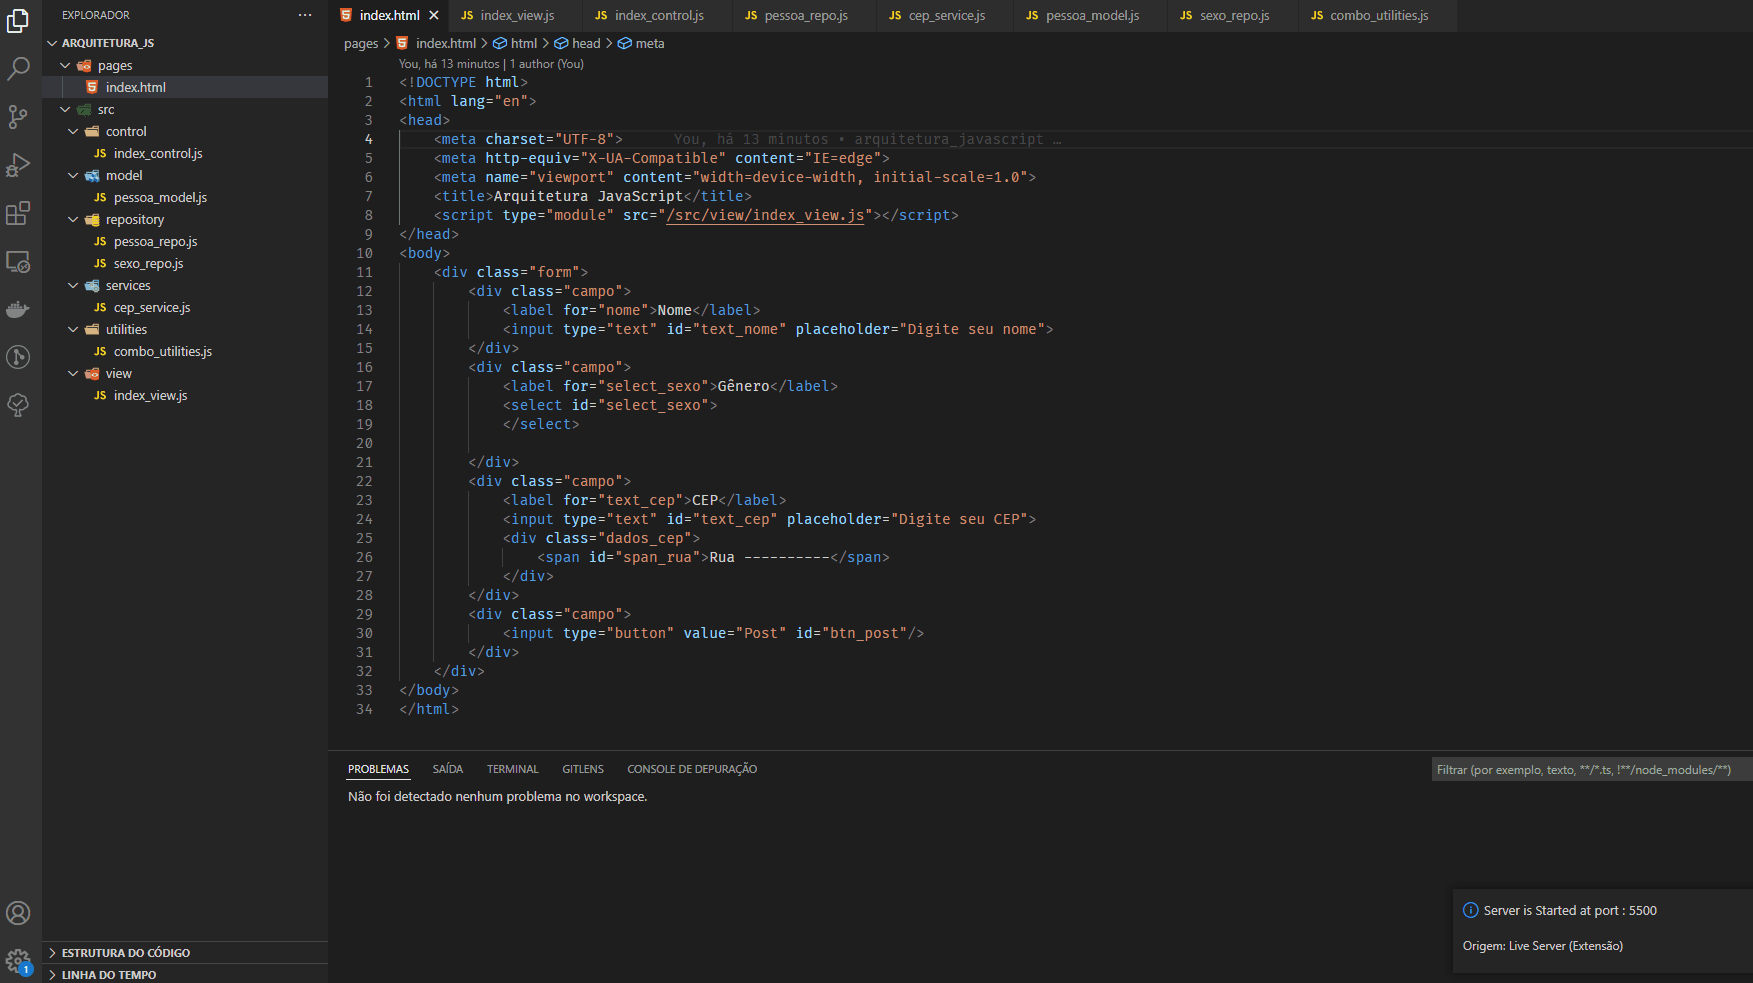 EXPLORADOR ···
ARQUITETURA_JS
pages
index.html
src
control
JS index_control.js
model
JS pessoa_model.js
repository
JS pessoa_repo.js
JS sexo_repo.js
services
JS cep_service.js
utilities
JS combo_utilities.js
view
JS index_view.js
ESTRUTURA DO CÓDIGO
LINHA DO TEMPO
1
index.html JS index_view.js JS index_control.js JS pessoa_repo.js JS cep_service.js JS pessoa_model.js JS sexo_repo.js JS combo_utilities.js
pages > index.html > html > head > meta
You, há 13 minutos | 1 author (You)
1 <!DOCTYPE html>
2 <html lang="en">
3 <head>
4 <meta charset="UTF-8"> You, há 13 minutos • arquitetura_javascript …
5 <meta http-equiv="X-UA-Compatible" content="IE=edge">
6 <meta name="viewport" content="width=device-width, initial-scale=1.0">
7 <title>Arquitetura JavaScript</title>
8 <script type="module" src="/src/view/index_view.js"></script>
9 </head>
10 <body>
11 <div class="form">
12 <div class="campo">
13 <label for="nome">Nome</label>
14 <input type="text" id="text_nome" placeholder="Digite seu nome">
15 </div>
16 <div class="campo">
17 <label for="select_sexo">Gênero</label>
18 <select id="select_sexo">
19 </select>
20
21 </div>
22 <div class="campo">
23 <label for="text_cep">CEP</label>
24 <input type="text" id="text_cep" placeholder="Digite seu CEP">
25 <div class="dados_cep">
26 <span id="span_rua">Rua ----------</span>
27 </div>
28 </div>
29 <div class="campo">
30 <input type="button" value="Post" id="btn_post"/>
31 </div>
32 </div>
33 </body>
34 </html>
PROBLEMAS SAÍDA TERMINAL GITLENS CONSOLE DE DEPURAÇÃO Filtrar (por exemplo, texto, **/*.ts, !**/node_modules/**)
Não foi detectado nenhum problema no workspace.
Server is Started at port : 5500
Origem: Live Server (Extensão)